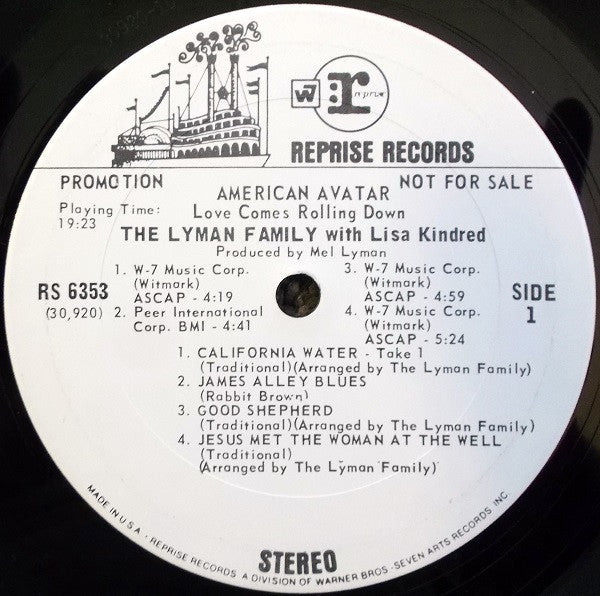 W7 r reprise
REPRISE RECORDS
PROMOTION NOT FOR SALE
AMERICAN AVATAR
Playing Time: Love Comes Rolling Down
19:23
THE LYMAN FAMILY with Lisa Kindred
Produced by Mel Lyman
RS 6353
(30,920)
1. W-7 Music Corp.
(Witmark)
ASCAP - 4:19
2. Peer International
Corp. BMI - 4:41
3. W-7 Music Corp.
(Witmark)
ASCAP - 4:59
4. W-7 Music Corp.
(Witmark)
ASCAP - 5:24
SIDE
1
1. CALIFORNIA WATER - Take 1
(Traditional)(Arranged by The Lyman Family)
2. JAMES ALLEY BLUES
(Rabbit Brown)
3. GOOD SHEPHERD
(Traditional)(Arranged by The Lyman Family)
4. JESUS MET THE WOMAN AT THE WELL
(Traditional)
(Arranged by The Lyman Family)
STEREO
MADE IN U.S.A. - REPRISE RECORDS, A DIVISION OF WARNER BROS.-SEVEN ARTS RECORDS, INC.